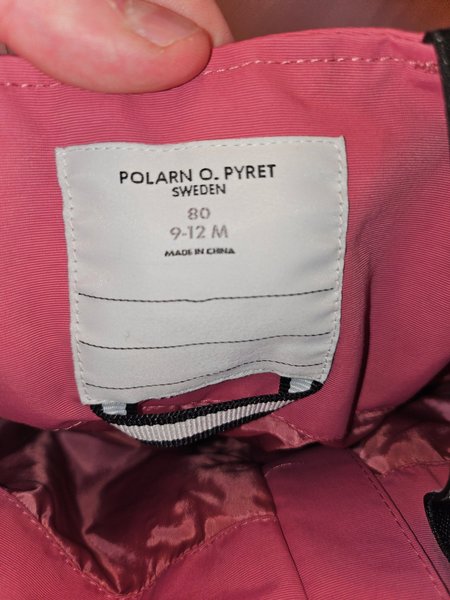 POLARN O. PYRET
SWEDEN
80
9-12 M
MADE IN CHINA